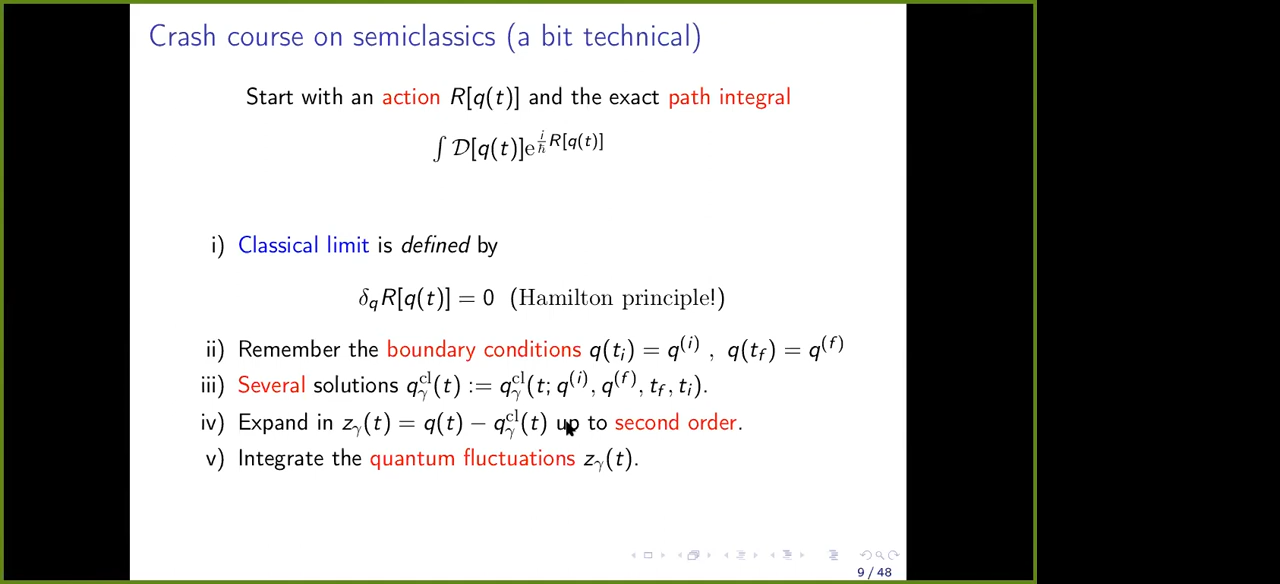 Crash course on semiclassics (a bit technical)
Start with an action R[q(t)] and the exact path integral
∫ 𝒟[q(t)]e^{\frac{i}{ħ}R[q(t)]}
i) Classical limit is defined by
δ_q R[q(t)] = 0 (Hamilton principle!)
ii) Remember the boundary conditions q(t_i) = q^{(i)} , q(t_f) = q^{(f)}
iii) Several solutions q_γ^{cl}(t) := q_γ^{cl}(t; q^{(i)}, q^{(f)}, t_f, t_i).
iv) Expand in z_γ(t) = q(t) − q_γ^{cl}(t) up to second order.
v) Integrate the quantum fluctuations z_γ(t).
9 / 48